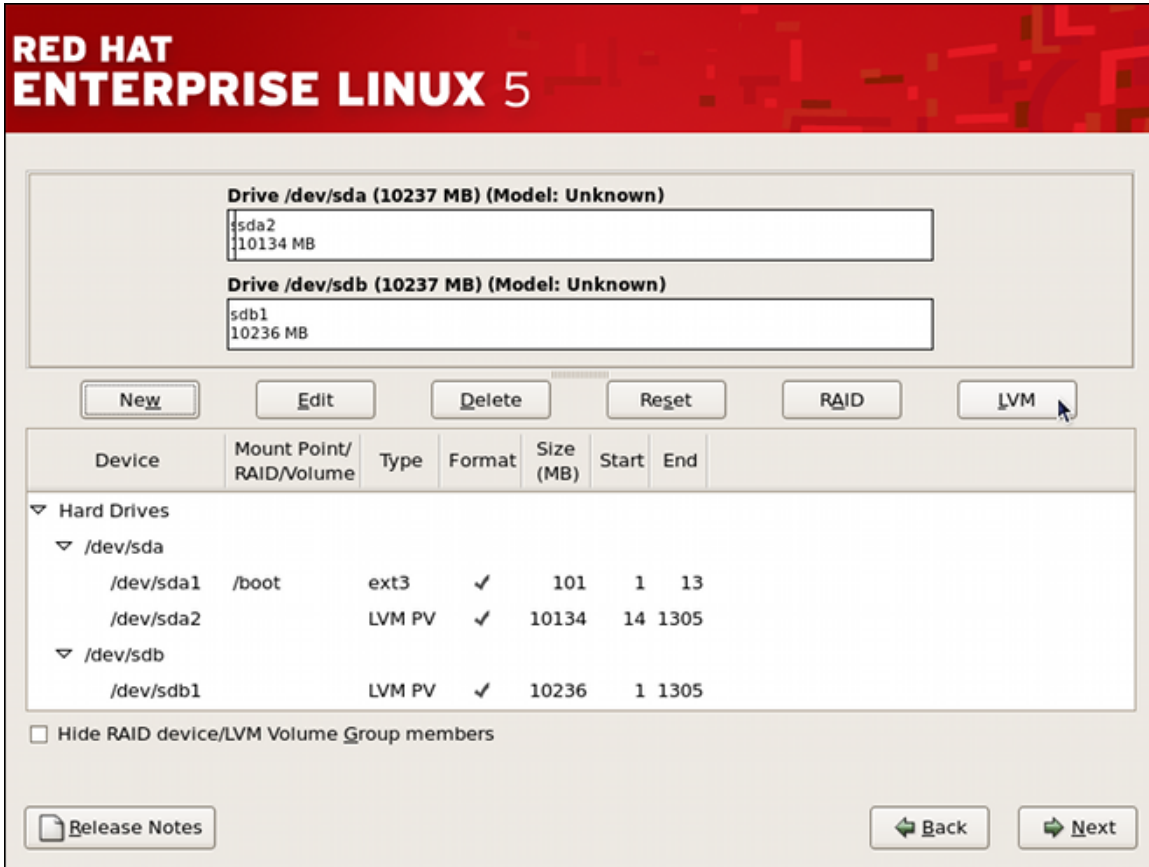 RED HAT
ENTERPRISE LINUX 5
Drive /dev/sda (10237 MB) (Model: Unknown)
sda2
10134 MB
Drive /dev/sdb (10237 MB) (Model: Unknown)
sdb1
10236 MB
New Edit Delete Reset RAID LVM
Device Mount Point/ RAID/Volume Type Format Size (MB) Start End
Hard Drives
/dev/sda
/dev/sda1 /boot ext3 ✓ 101 1 13
/dev/sda2 LVM PV ✓ 10134 14 1305
/dev/sdb
/dev/sdb1 LVM PV ✓ 10236 1 1305
Hide RAID device/LVM Volume Group members
Release Notes Back Next